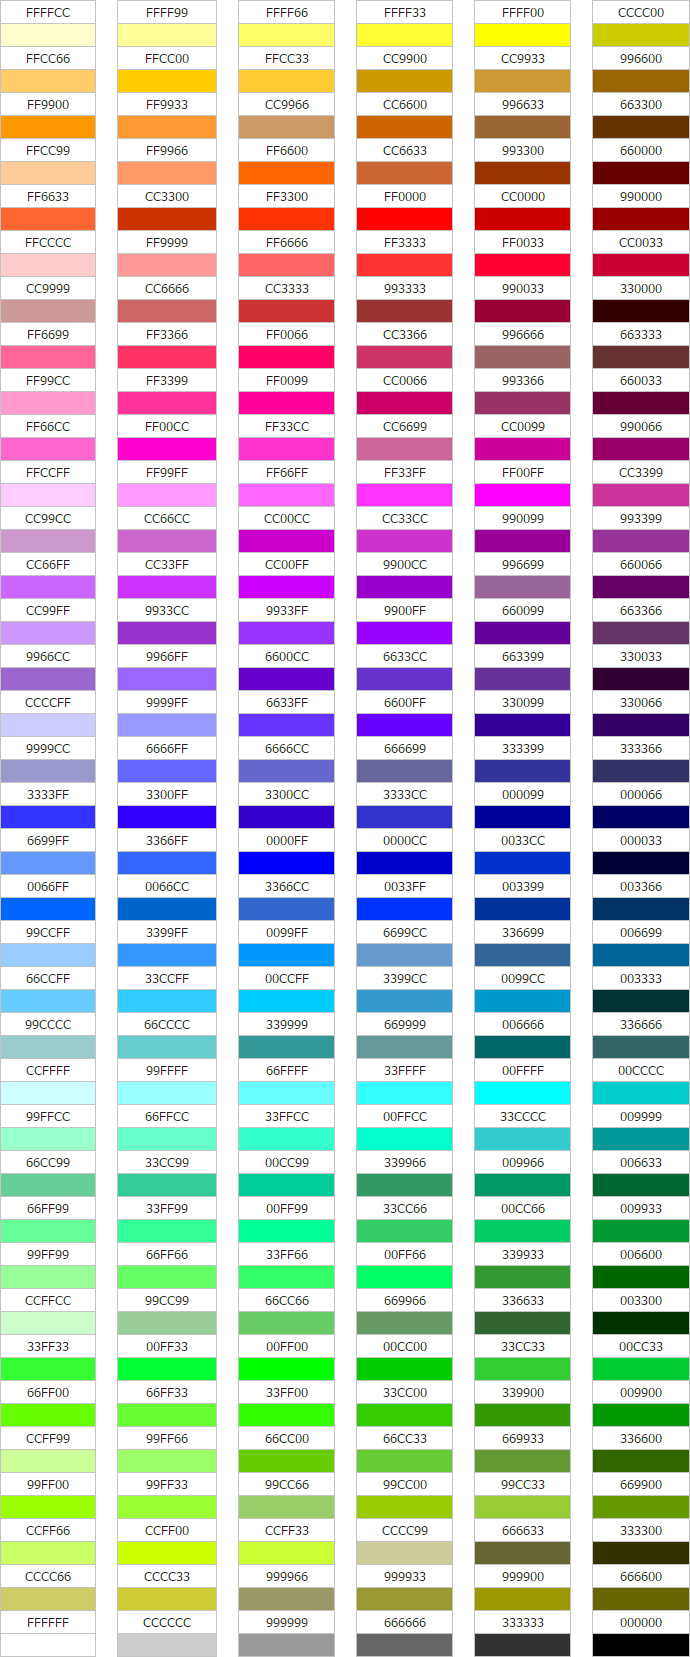 FFFFCC FFFF99 FFFF66 FFFF33 FFFF00 CCCC00
FFCC66 FFCC00 FFCC33 CC9900 CC9933 996600
FF9900 FF9933 CC9966 CC6600 996633 663300
FFCC99 FF9966 FF6600 CC6633 993300 660000
FF6633 CC3300 FF3300 FF0000 CC0000 990000
FFCCCC FF9999 FF6666 FF3333 FF0033 CC0033
CC9999 CC6666 CC3333 993333 990033 330000
FF6699 FF3366 FF0066 CC3366 996666 663333
FF99CC FF3399 FF0099 CC0066 993366 660033
FF66CC FF00CC FF33CC CC6699 CC0099 990066
FFCCFF FF99FF FF66FF FF33FF FF00FF CC3399
CC99CC CC66CC CC00CC CC33CC 990099 993399
CC66FF CC33FF CC00FF 9900CC 996699 660066
CC99FF 9933CC 9933FF 9900FF 660099 663366
9966CC 9966FF 6600CC 6633CC 663399 330033
CCCCFF 9999FF 6633FF 6600FF 330099 330066
9999CC 6666FF 6666CC 666699 333399 333366
3333FF 3300FF 3300CC 3333CC 000099 000066
6699FF 3366FF 0000FF 0000CC 0033CC 000033
0066FF 0066CC 3366CC 0033FF 003399 003366
99CCFF 3399FF 0099FF 6699CC 336699 006699
66CCFF 33CCFF 00CCFF 3399CC 0099CC 003333
99CCCC 66CCCC 339999 669999 006666 336666
CCFFFF 99FFFF 66FFFF 33FFFF 00FFFF 00CCCC
99FFCC 66FFCC 33FFCC 00FFCC 33CCCC 009999
66CC99 33CC99 00CC99 339966 009966 006633
66FF99 33FF99 00FF99 33CC66 00CC66 009933
99FF99 66FF66 33FF66 00FF66 339933 006600
CCFFCC 99CC99 66CC66 669966 336633 003300
33FF33 00FF33 00FF00 00CC00 33CC33 00CC33
66FF00 66FF33 33FF00 33CC00 339900 009900
CCFF99 99FF66 66CC00 66CC33 669933 336600
99FF00 99FF33 99CC66 99CC00 99CC33 669900
CCFF66 CCFF00 CCFF33 CCCC99 666633 333300
CCCC66 CCCC33 999966 999933 999900 666600
FFFFFF CCCCCC 999999 666666 333333 000000